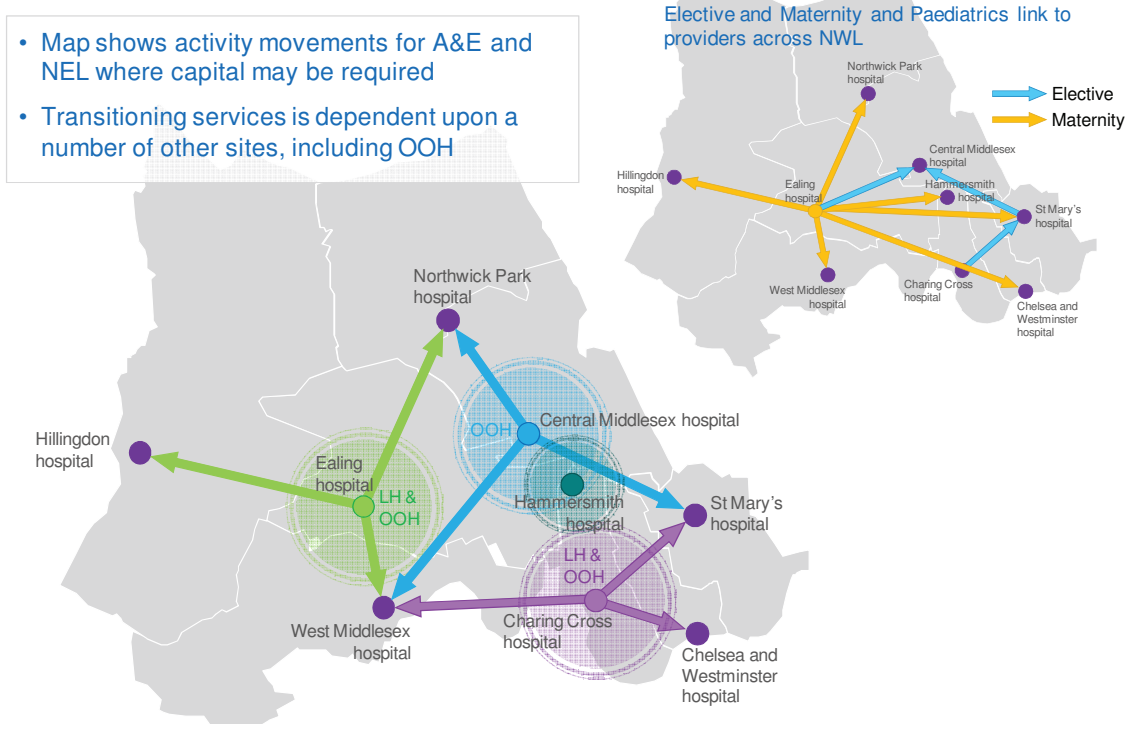 • Map shows activity movements for A&E and
NEL where capital may be required
• Transitioning services is dependent upon a
number of other sites, including OOH
Elective and Maternity and Paediatrics link to
providers across NWL
Northwick Park
hospital
Elective
Maternity
Central Middlesex
hospital
Hillingdon
hospital
Ealing
hospital
Hammersmith
hospital
St Mary's
hospital
West Middlesex
hospital
Charing Cross
hospital
Chelsea and
Westminster
hospital
Northwick Park
hospital
OOH
Central Middlesex hospital
Hillingdon
hospital
Ealing
hospital
LH &
OOH
Hammersmith
hospital
St Mary's
hospital
LH &
OOH
West Middlesex
hospital
Charing Cross
hospital
Chelsea and
Westminster
hospital